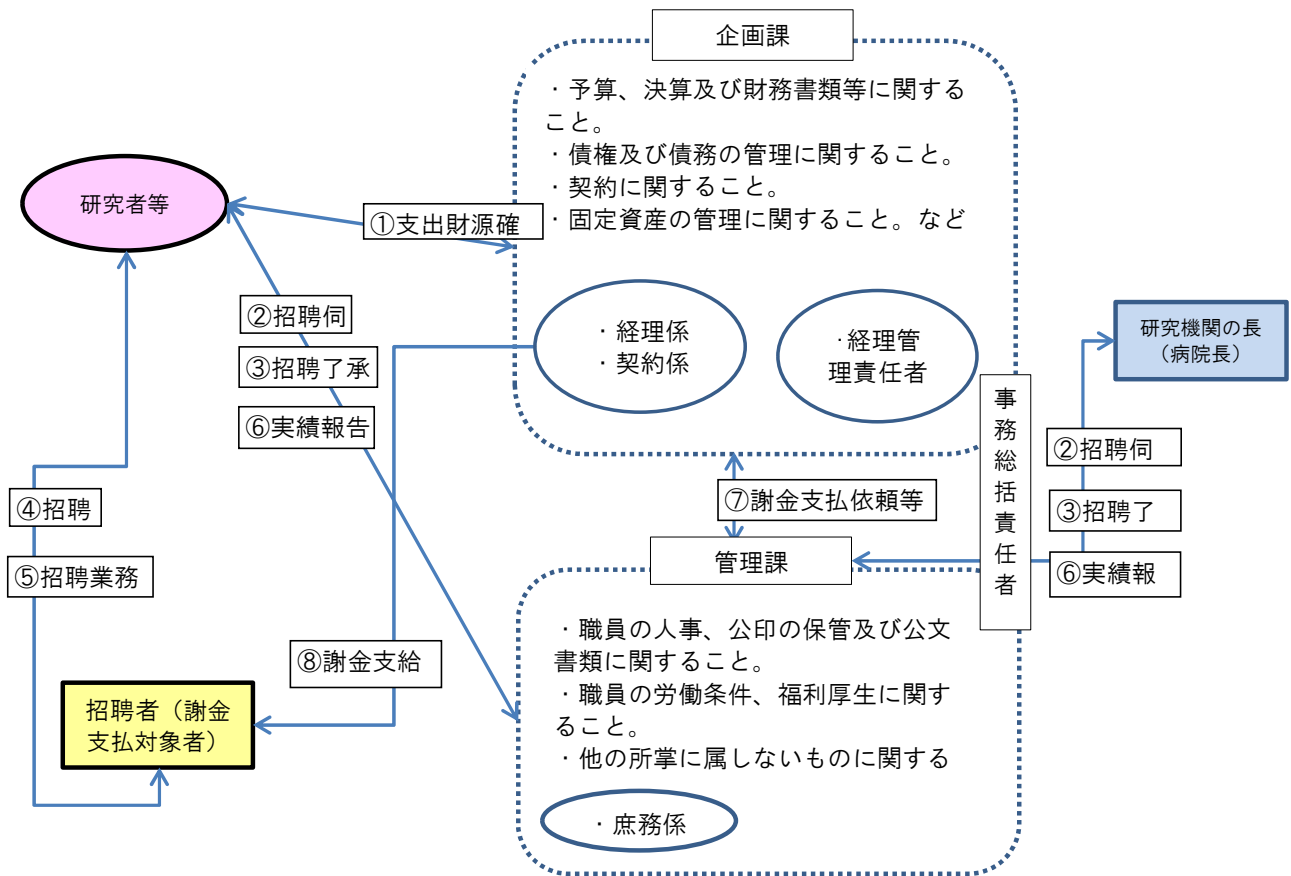 企画課
・予算、決算及び財務書類等に関する
こと。
・債権及び債務の管理に関すること。
・契約に関すること。
・固定資産の管理に関すること。など
研究者等
①支出財源確
②招聘伺
③招聘了承
⑥実績報告
・経理係
・契約係
・経理管
理責任者
研究機関の長
（病院長）
事務総括責任者
②招聘伺
③招聘了
⑥実績報
④招聘
⑤招聘業務
⑦謝金支払依頼等
管理課
・職員の人事、公印の保管及び公文
書類に関すること。
・職員の労働条件、福利厚生に関す
ること。
・他の所掌に属しないものに関する
⑧謝金支給
招聘者（謝金
支払対象者）
・庶務係